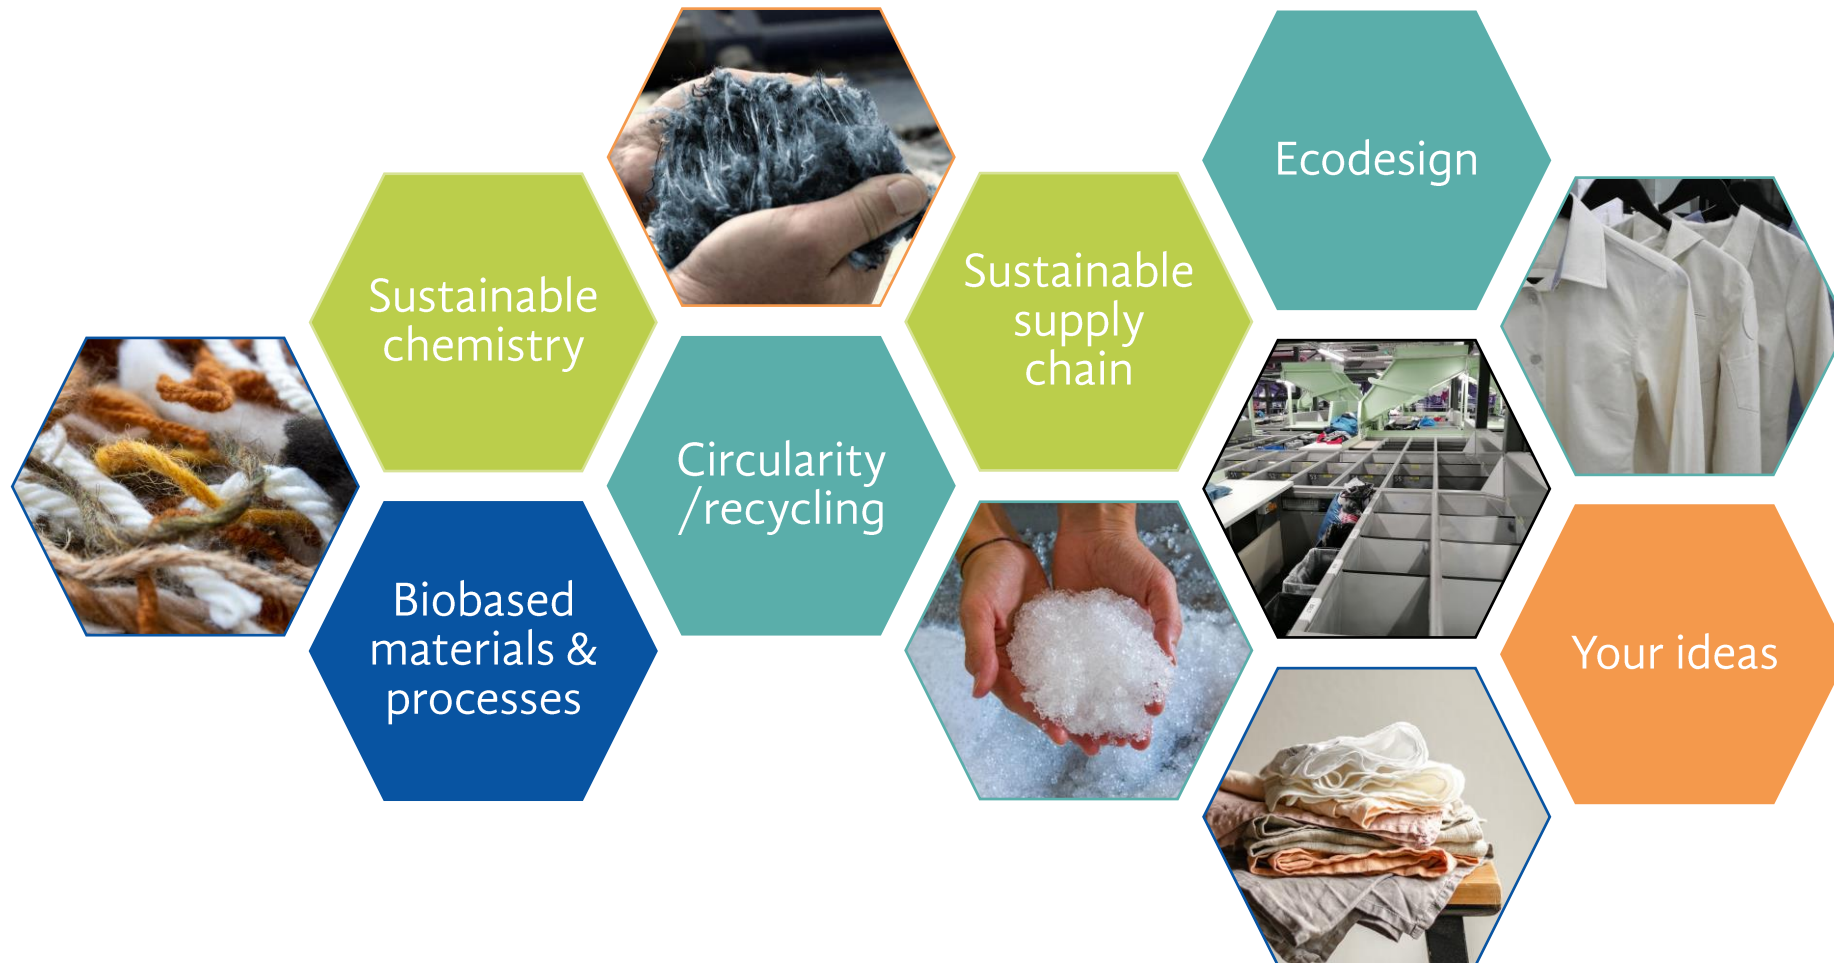 Sustainable
chemistry
Biobased
materials &
processes
Circularity
/recycling
Sustainable
supply
chain
Ecodesign
Your ideas